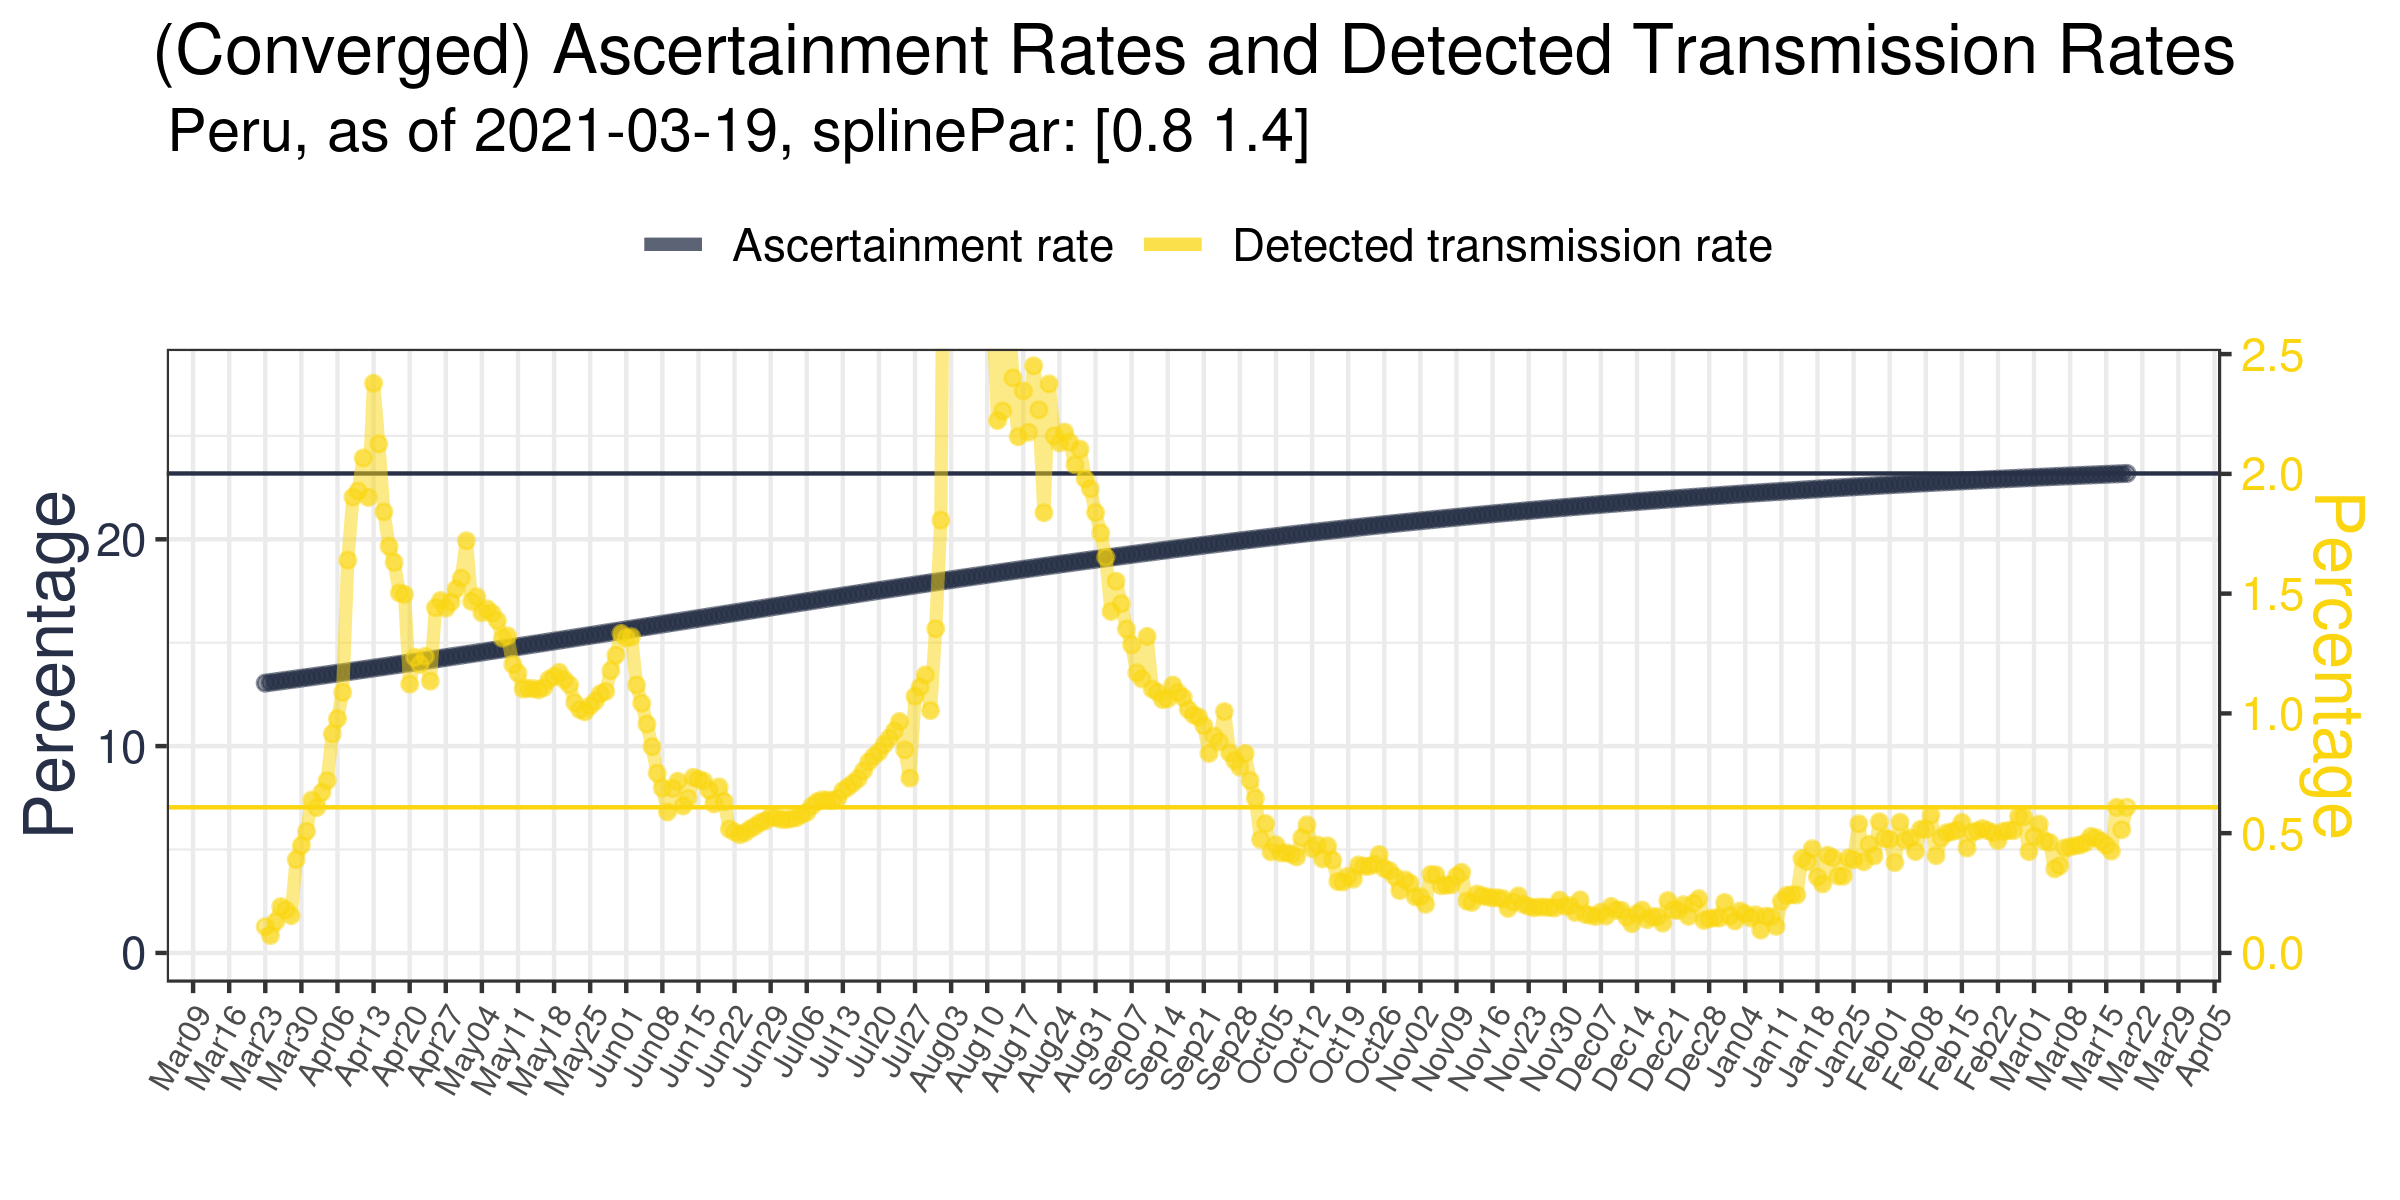 (Converged) Ascertainment Rates and Detected Transmission Rates
Peru, as of 2021-03-19, splinePar: [0.8 1.4]
Ascertainment rate
Detected transmission rate
Percentage
20
10
0
2.5
2.0
1.5
1.0
0.5
0.0
Percentage
Mar09
Mar16
Mar23
Mar30
Apr06
Apr13
Apr20
Apr27
May04
May11
May18
May25
Jun01
Jun08
Jun15
Jun22
Jun29
Jul06
Jul13
Jul20
Jul27
Aug03
Aug10
Aug17
Aug24
Aug31
Sep07
Sep14
Sep21
Sep28
Oct05
Oct12
Oct19
Oct26
Nov02
Nov09
Nov16
Nov23
Nov30
Dec07
Dec14
Dec21
Dec28
Jan04
Jan11
Jan18
Jan25
Feb01
Feb08
Feb15
Feb22
Mar01
Mar08
Mar15
Mar22
Mar29
Apr05